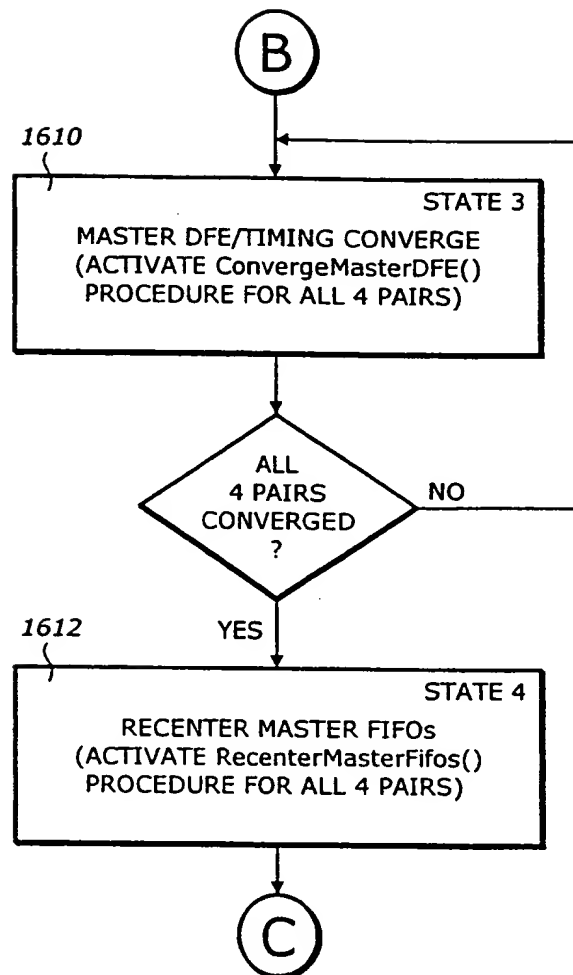 B
1610
STATE 3
MASTER DFE/TIMING CONVERGE
(ACTIVATE ConvergeMasterDFE()
PROCEDURE FOR ALL 4 PAIRS)
ALL
4 PAIRS
CONVERGED
?
NO
YES
1612
STATE 4
RECENTER MASTER FIFOs
(ACTIVATE RecenterMasterFifos()
PROCEDURE FOR ALL 4 PAIRS)
C